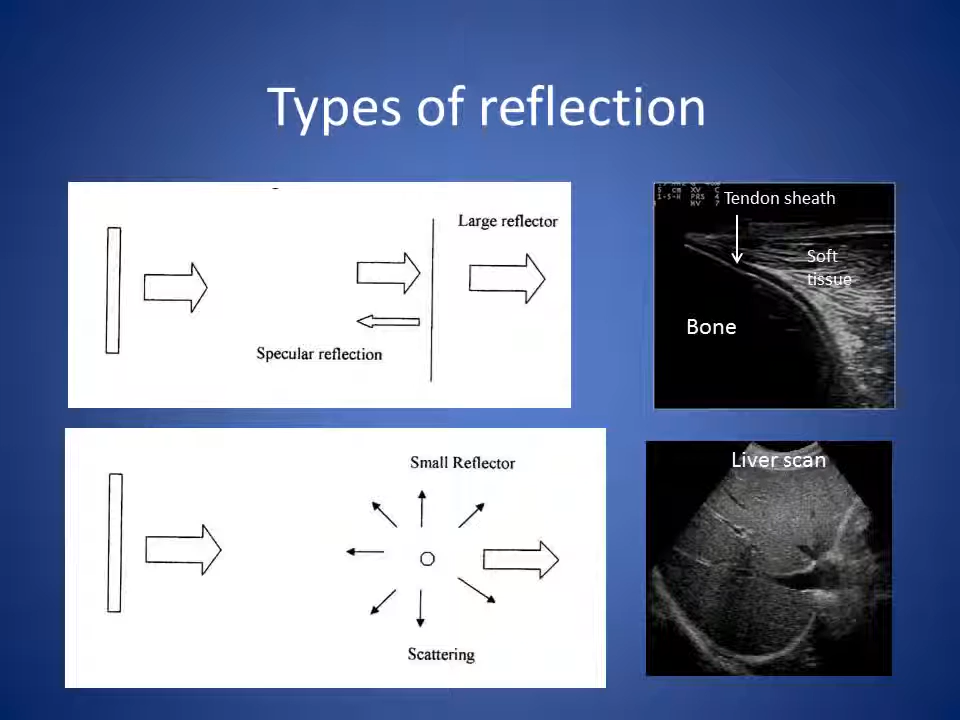 Types of reflection
Large reflector
Specular reflection
Tendon sheath
Soft
tissue
Bone
Small Reflector
Scattering
Liver scan